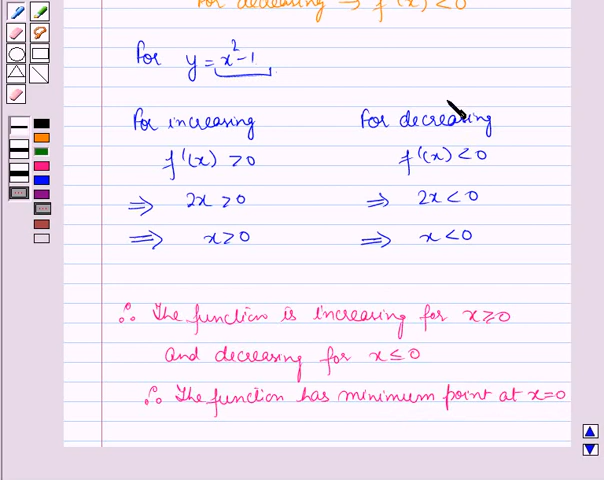 For decreasing ⇒ f'(x) < 0
For y = x² - 1
For increasing
f'(x) > 0
⇒ 2x > 0
⇒ x > 0
For decreasing
f'(x) < 0
⇒ 2x < 0
⇒ x < 0
∴ The function is increasing for x ≥ 0
and decreasing for x ≤ 0
∴ The function has minimum point at x = 0